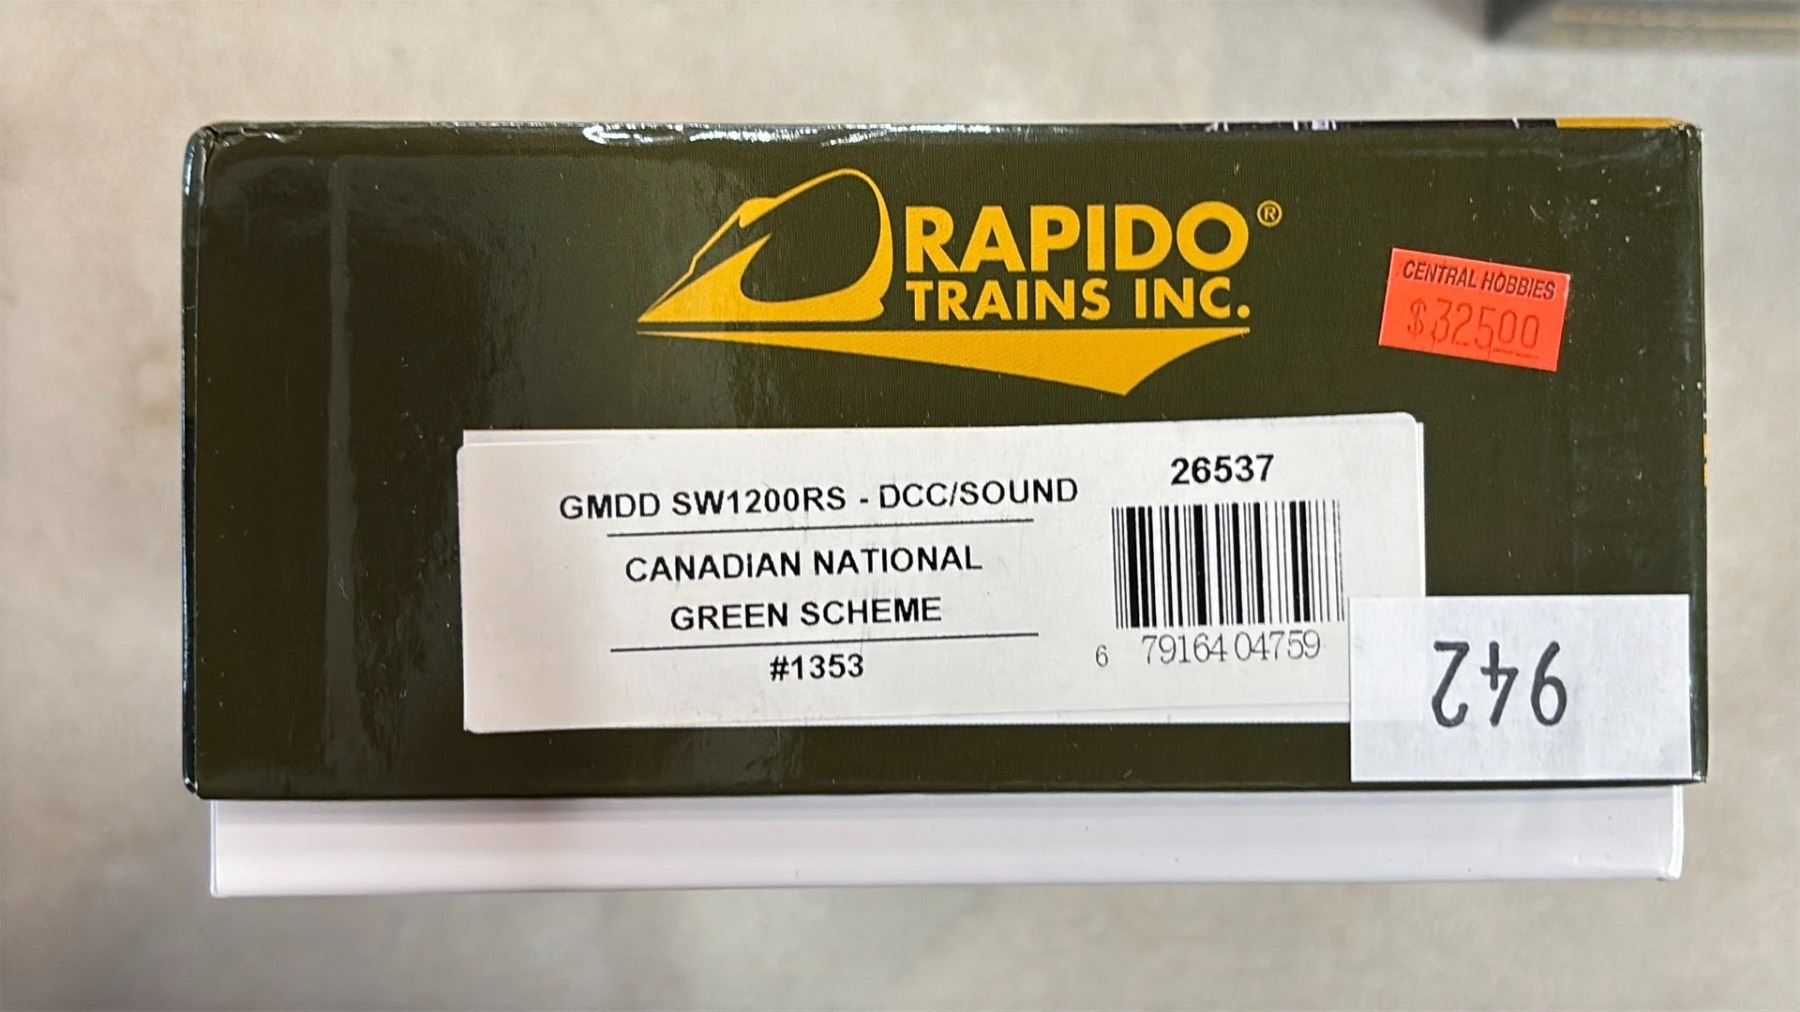 RAPIDO®
TRAINS INC.
CENTRAL HOBBIES
$325.00
GMDD SW1200RS - DCC/SOUND
CANADIAN NATIONAL
GREEN SCHEME
#1353
26537
6 79164 04759
942